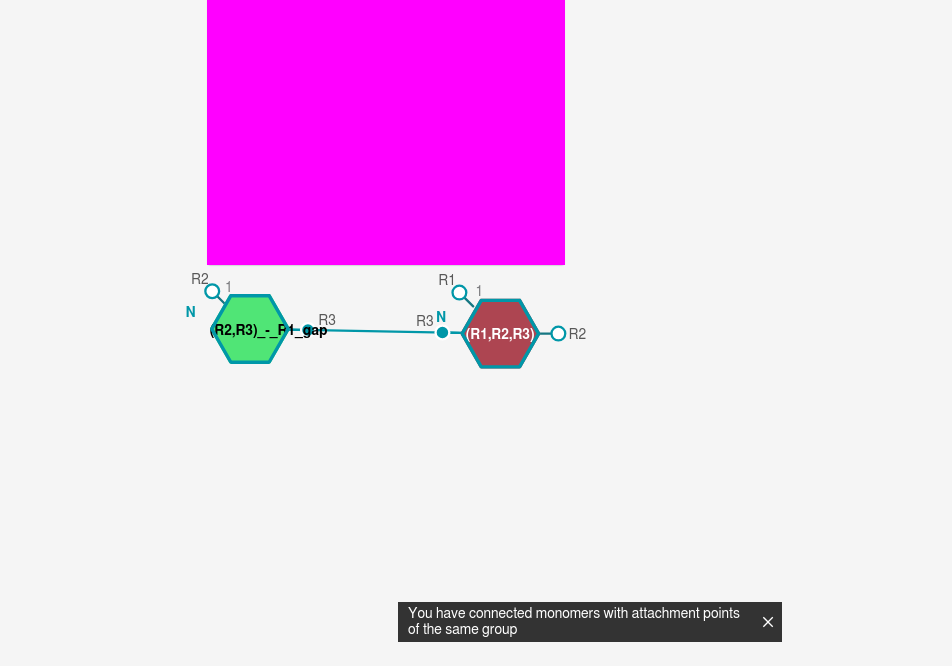 R2
1
N
(R2,R3)_-_R1_gap
R3
R3
N
R1
1
(R1,R2,R3)
R2
You have connected monomers with attachment points
of the same group